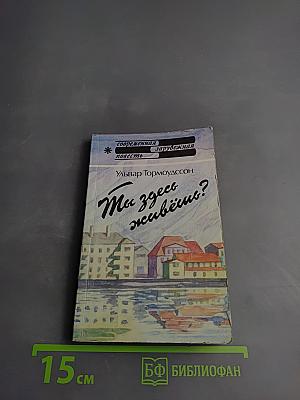 современная
* зарубежная
повесть
Ульвар Тормоудссон
Ты здесь
живёшь?
15 см
БФ БИБЛИОФАН